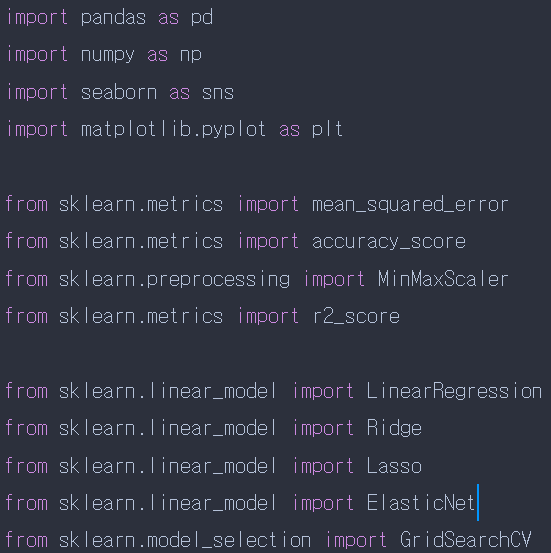 import pandas as pd
import numpy as np
import seaborn as sns
import matplotlib.pyplot as plt
from sklearn.metrics import mean_squared_error
from sklearn.metrics import accuracy_score
from sklearn.preprocessing import MinMaxScaler
from sklearn.metrics import r2_score
from sklearn.linear_model import LinearRegression
from sklearn.linear_model import Ridge
from sklearn.linear_model import Lasso
from sklearn.linear_model import ElasticNet
from sklearn.model_selection import GridSearchCV